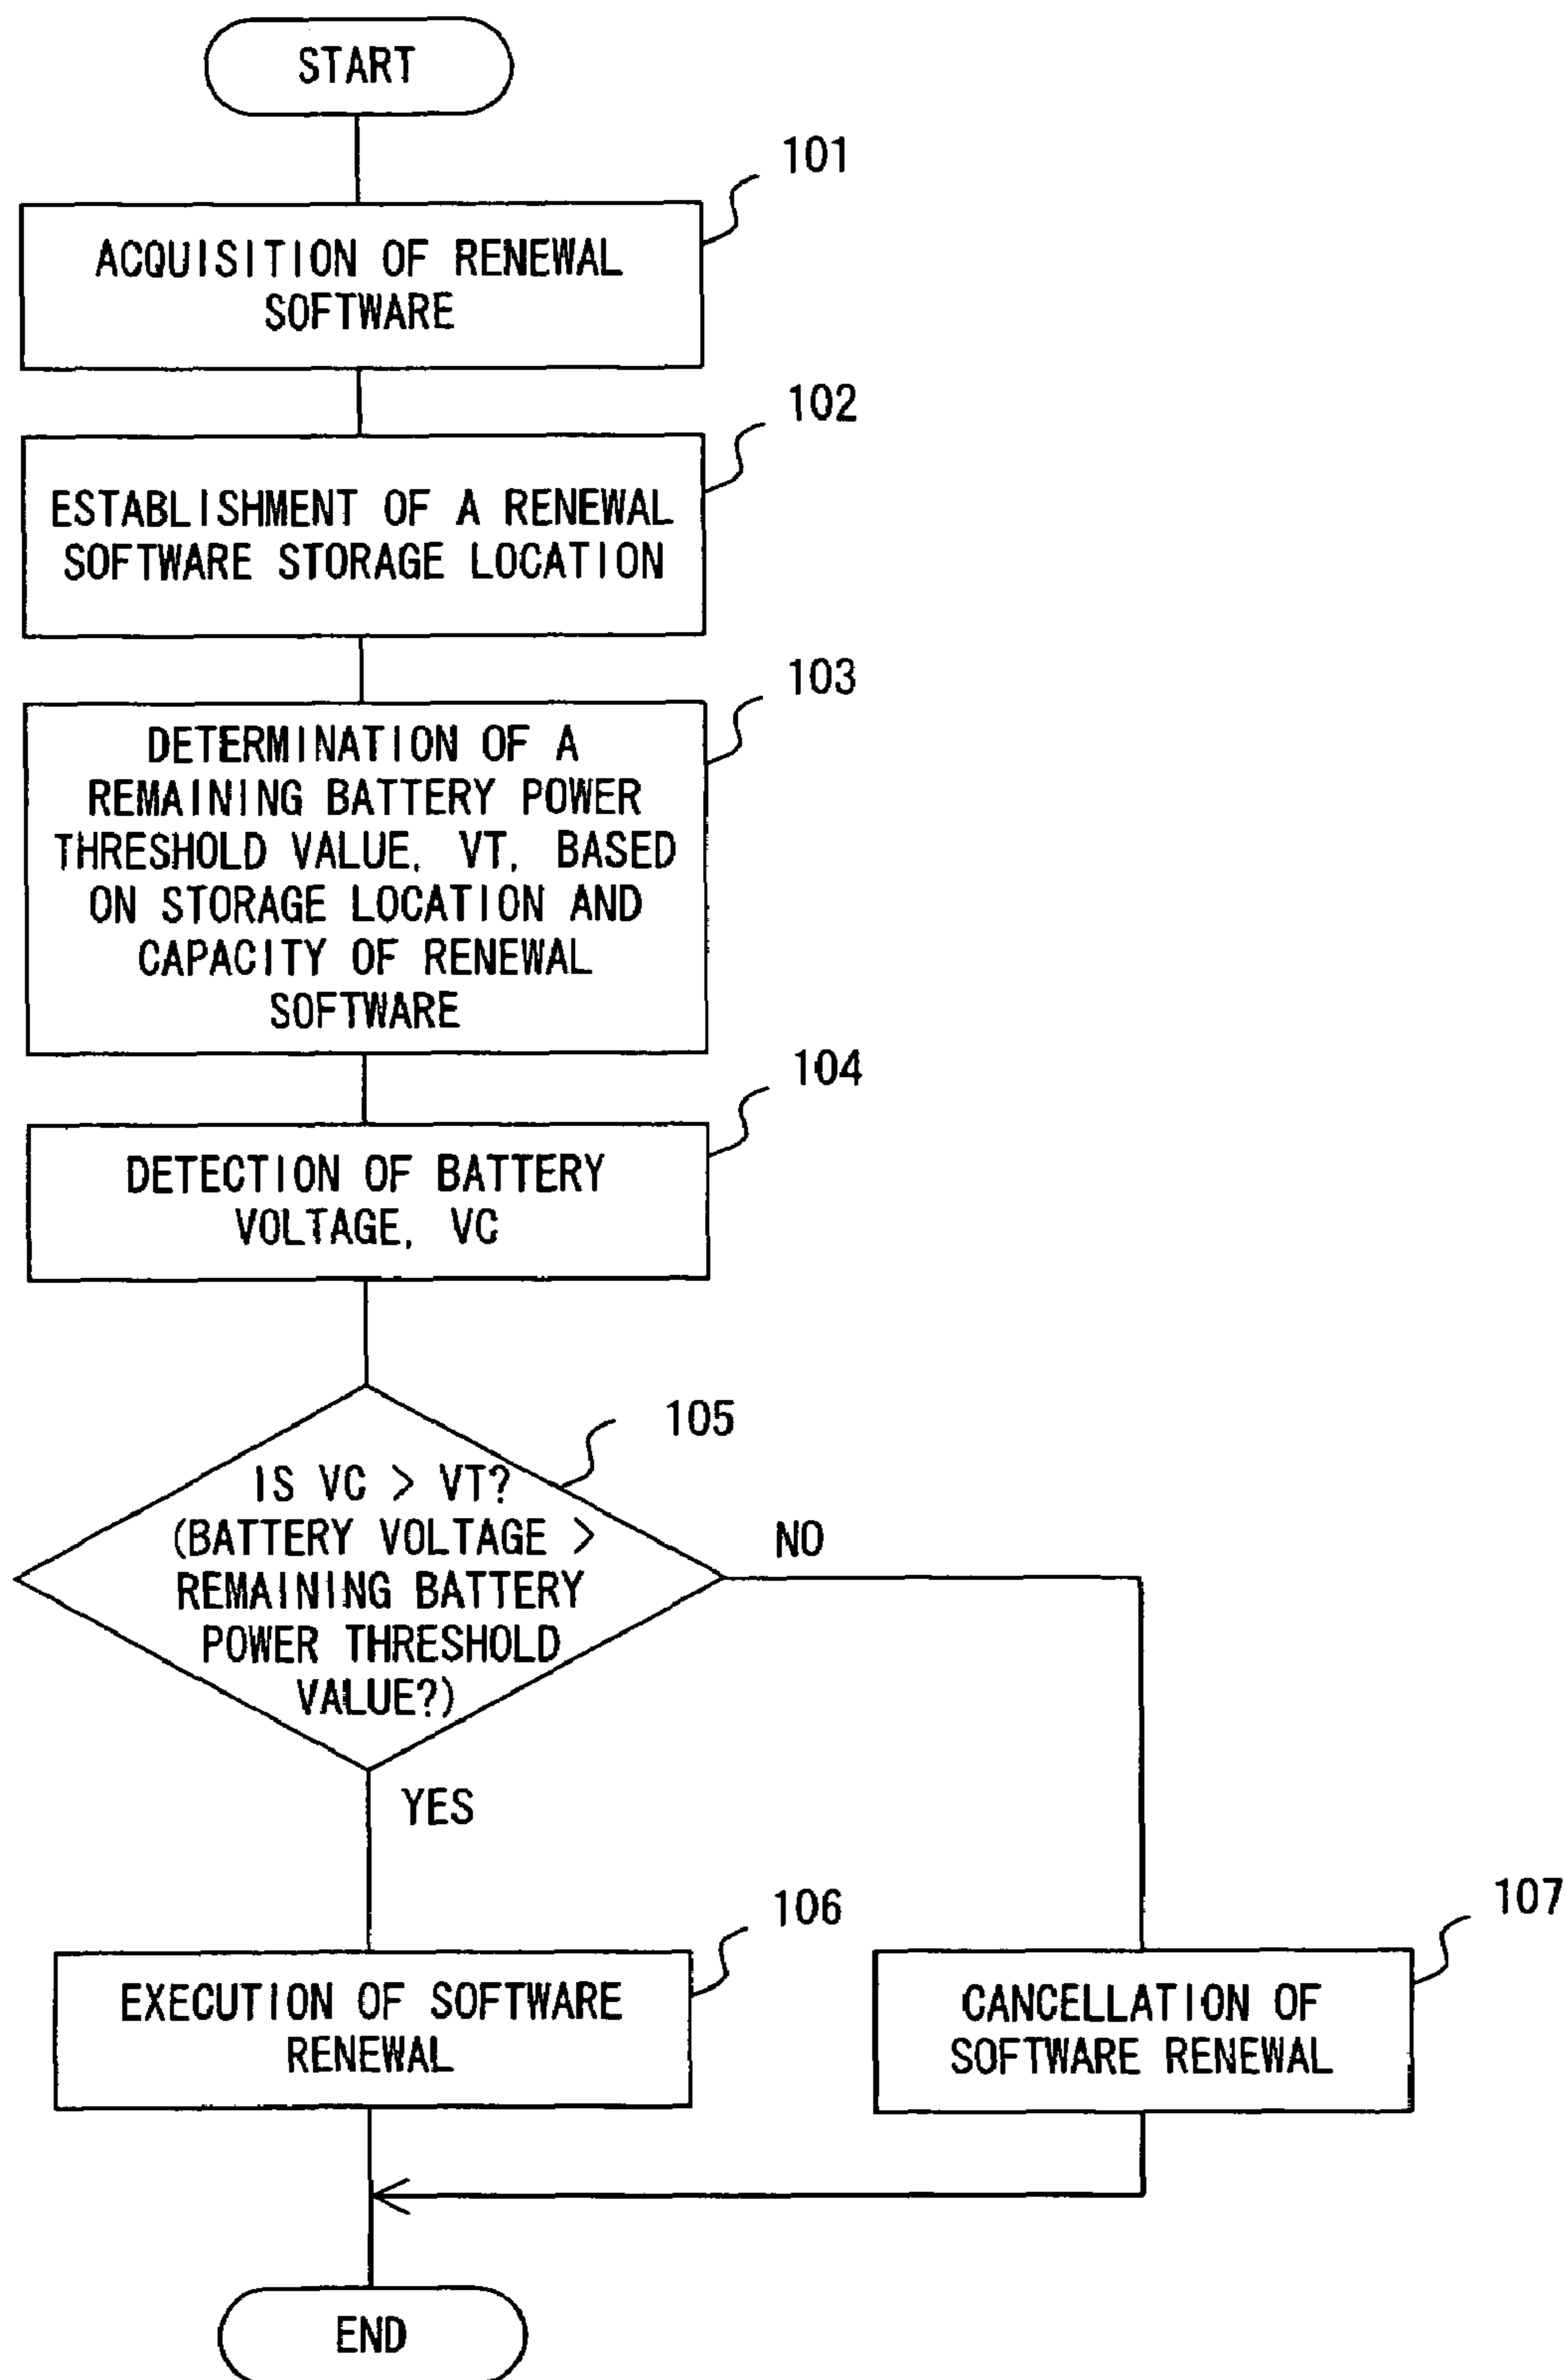 START
101
ACQUISITION OF RENEWAL
SOFTWARE
102
ESTABLISHMENT OF A RENEWAL
SOFTWARE STORAGE LOCATION
103
DETERMINATION OF A
REMAINING BATTERY POWER
THRESHOLD VALUE, VT, BASED
ON STORAGE LOCATION AND
CAPACITY OF RENEWAL
SOFTWARE
104
DETECTION OF BATTERY
VOLTAGE, VC
105
IS VC > VT?
(BATTERY VOLTAGE >
REMAINING BATTERY
POWER THRESHOLD
VALUE?)
NO
YES
106
EXECUTION OF SOFTWARE
RENEWAL
107
CANCELLATION OF
SOFTWARE RENEWAL
END